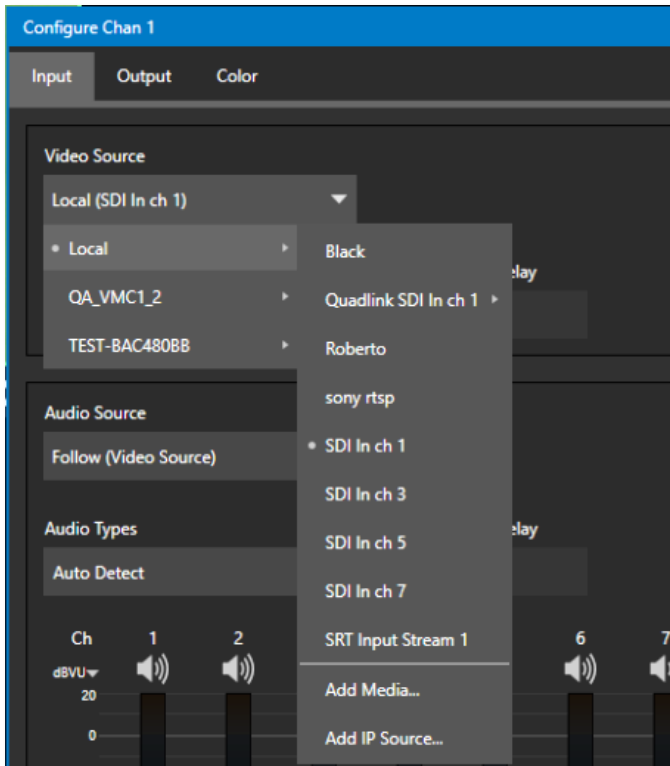 Configure Chan 1
Input Output Color
Video Source
Local (SDI In ch 1)
Local
QA_VMC1_2
TEST-BAC480BB
Black
Quadlink SDI In ch 1
Roberto
sony rtsp
SDI In ch 1
SDI In ch 3
SDI In ch 5
SDI In ch 7
SRT Input Stream 1
Add Media...
Add IP Source...
Audio Source
Follow (Video Source)
Audio Types
Auto Detect
Ch 1 2 6 7
dBVU
20
0